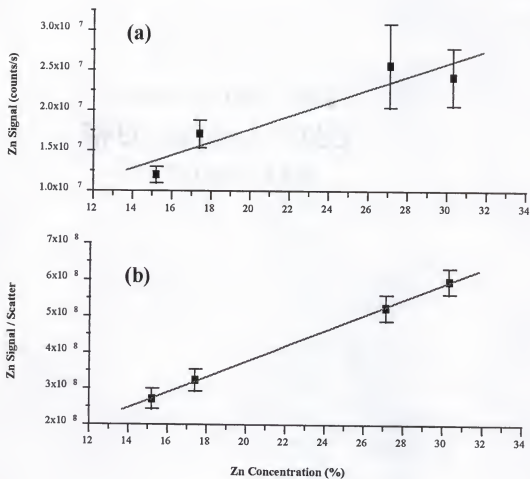 (a)
Zn Signal (counts/s)
3.0x10 7
2.5x10 7
2.0x10 7
1.5x10 7
1.0x10 7
12 14 16 18 20 22 24 26 28 30 32 34
(b)
Zn Signal / Scatter
7x10 8
6x10 8
5x10 8
4x10 8
3x10 8
2x10 8
12 14 16 18 20 22 24 26 28 30 32 34
Zn Concentration (%)